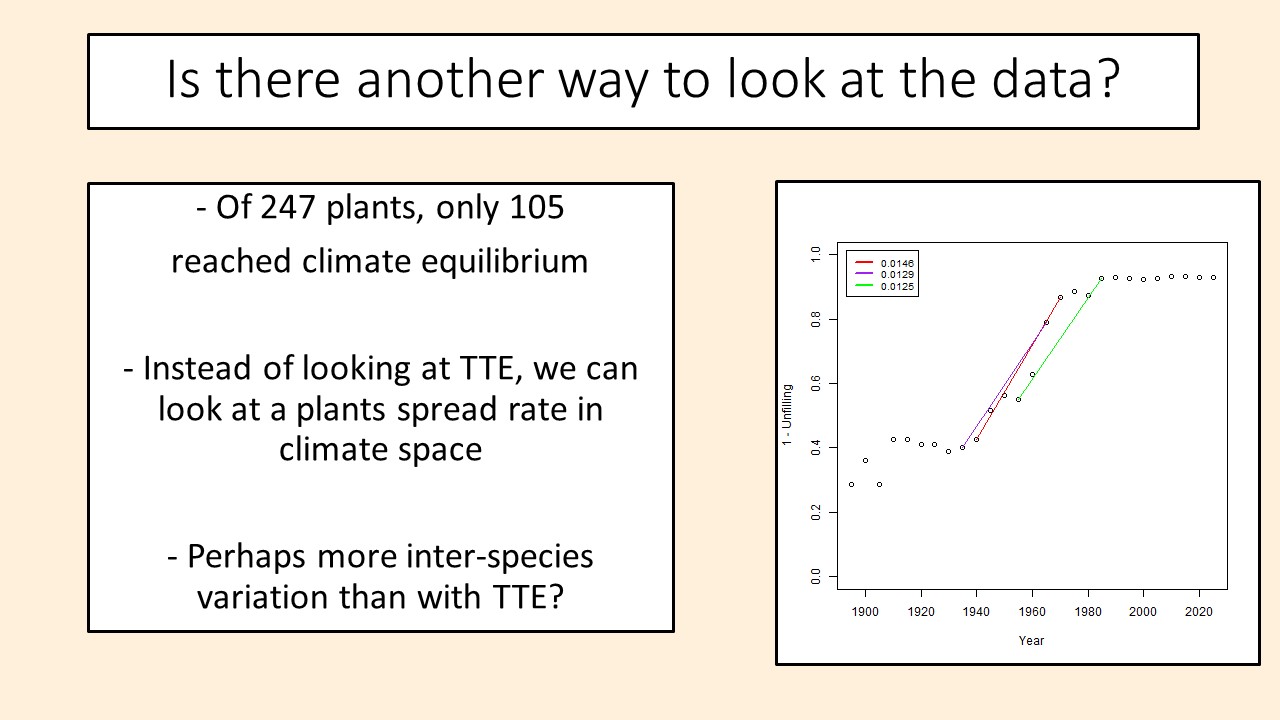 Is there another way to look at the data?
- Of 247 plants, only 105
reached climate equilibrium
- Instead of looking at TTE, we can
look at a plants spread rate in
climate space
- Perhaps more inter-species
variation than with TTE?
0.0146
0.0129
0.0125
1 - Unfilling
1.0
0.8
0.6
0.4
0.2
0.0
1900 1920 1940 1960 1980 2000 2020
Year